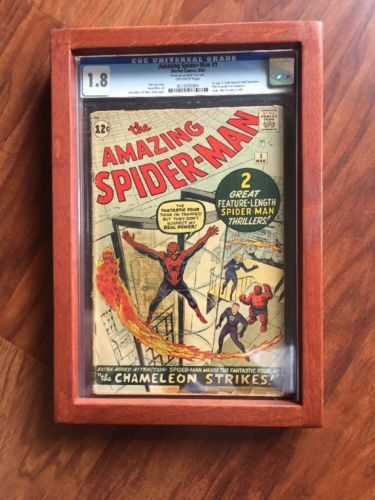 CGC UNIVERSAL GRADE
1.8
Amazing Spider-Man #1
Marvel Comics, 3/63
12¢
the
AMAZING
SPIDER-MAN
1
MAR.
2
GREAT
FEATURE-LENGTH
SPIDER-MAN
THRILLERS!
THE
FANTASTIC FOUR
THINK I'M TRAPPED!
BUT THEY DON'T
SUSPECT MY
REAL POWER!
EXTRA ADDED ATTRACTION: SPIDER-MAN MEETS THE FANTASTIC FOUR
"the CHAMELEON STRIKES!"